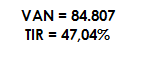 VAN = 84.807
TIR = 47,04%